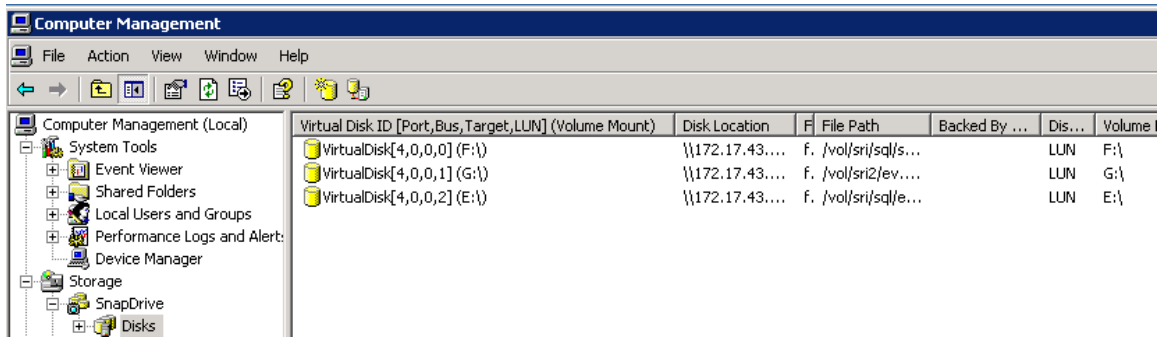 Computer Management
File Action View Window Help
Computer Management (Local)
System Tools
Event Viewer
Shared Folders
Local Users and Groups
Performance Logs and Alert
Device Manager
Storage
SnapDrive
Disks
Virtual Disk ID [Port,Bus,Target,LUN] (Volume Mount) Disk Location F File Path Backed By ... Dis... Volume
VirtualDisk[4,0,0,0] (F:\) \\172.17.43.... f. /vol/sri/sql/s... LUN F:\
VirtualDisk[4,0,0,1] (G:\) \\172.17.43.... f. /vol/sri2/ev.... LUN G:\
VirtualDisk[4,0,0,2] (E:\) \\172.17.43.... f. /vol/sri/sql/e... LUN E:\